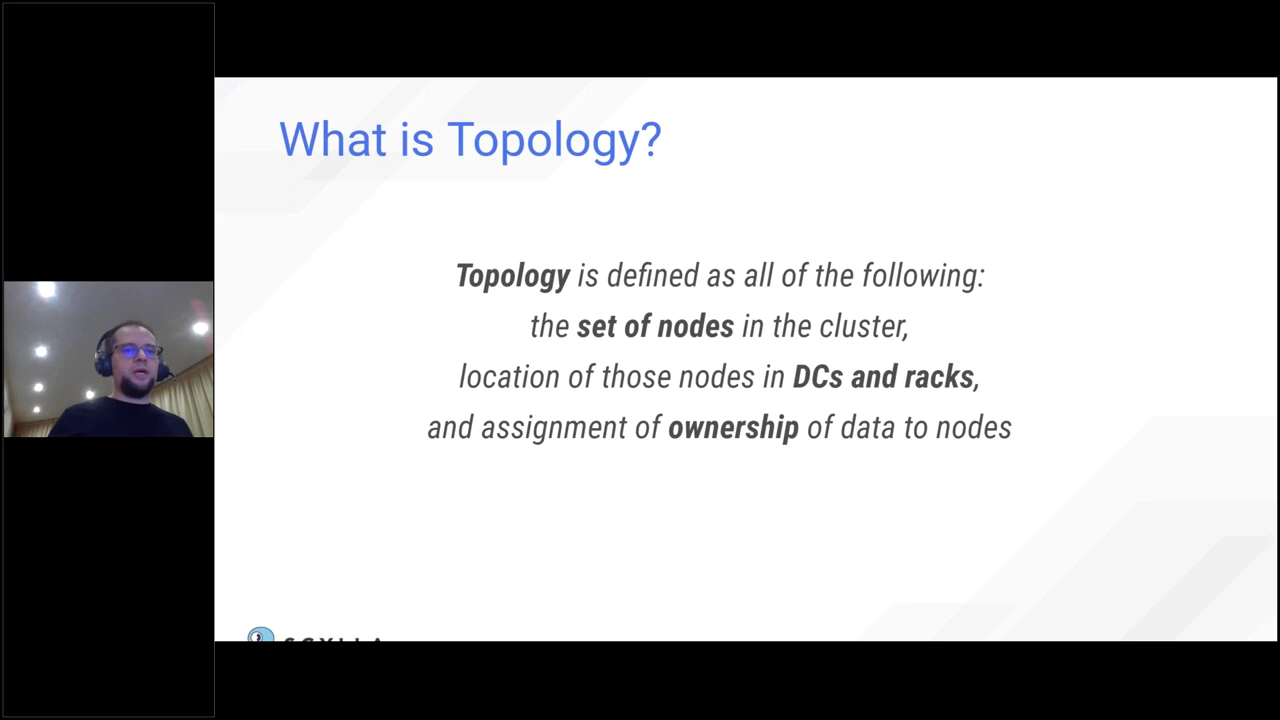 What is Topology?
Topology is defined as all of the following:
the set of nodes in the cluster,
location of those nodes in DCs and racks,
and assignment of ownership of data to nodes
SCYLLA